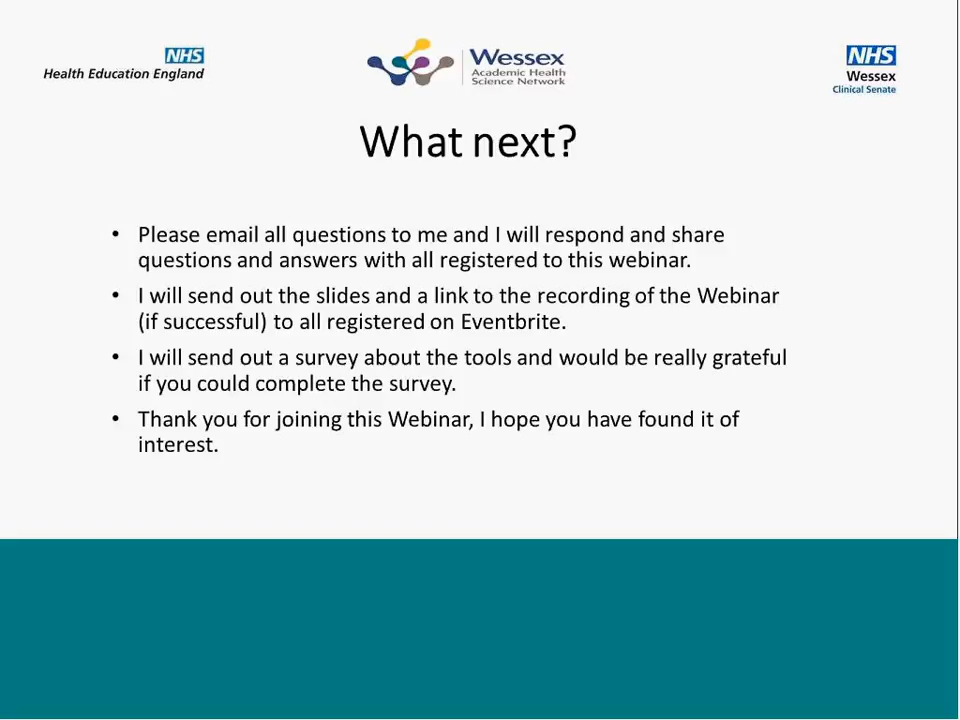 NHS
Health Education England
Wessex
Academic Health
Science Network
NHS
Wessex
Clinical Senate
What next?
• Please email all questions to me and I will respond and share
questions and answers with all registered to this webinar.
• I will send out the slides and a link to the recording of the Webinar
(if successful) to all registered on Eventbrite.
• I will send out a survey about the tools and would be really grateful
if you could complete the survey.
• Thank you for joining this Webinar, I hope you have found it of
interest.